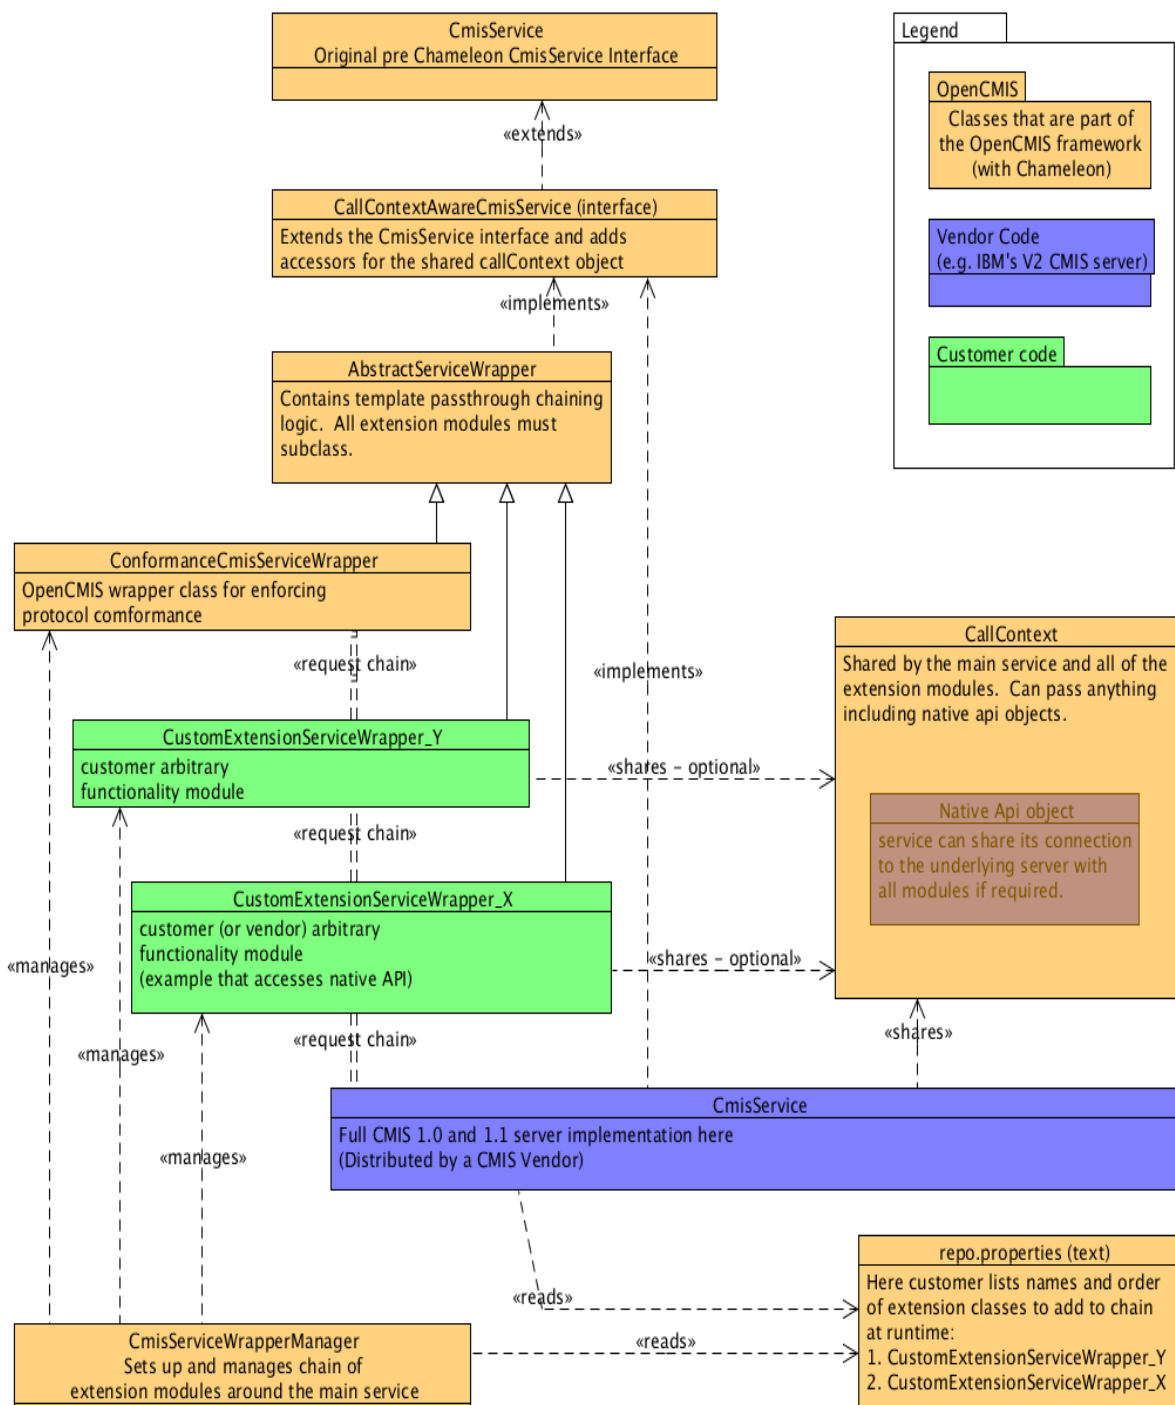 CmisService
Original pre Chameleon CmisService Interface
Legend
OpenCMIS
Classes that are part of
the OpenCMIS framework
(with Chameleon)
Vendor Code
(e.g. IBM's V2 CMIS server)
Customer code
«extends»
CallContextAwareCmisService (interface)
Extends the CmisService interface and adds
accessors for the shared callContext object
«implements»
AbstractServiceWrapper
Contains template passthrough chaining
logic. All extension modules must
subclass.
ConformanceCmisServiceWrapper
OpenCMIS wrapper class for enforcing
protocol comformance
«request chain»
«implements»
CallContext
Shared by the main service and all of the
extension modules. Can pass anything
including native api objects.
CustomExtensionServiceWrapper_Y
customer arbitrary
functionality module
«shares – optional»
Native Api object
service can share its connection
to the underlying server with
all modules if required.
«request chain»
CustomExtensionServiceWrapper_X
customer (or vendor) arbitrary
functionality module
(example that accesses native API)
«shares – optional»
«manages»
«request chain»
«shares»
«manages»
CmisService
Full CMIS 1.0 and 1.1 server implementation here
(Distributed by a CMIS Vendor)
«manages»
repo.properties (text)
Here customer lists names and order
of extension classes to add to chain
at runtime:
1. CustomExtensionServiceWrapper_Y
2. CustomExtensionServiceWrapper_X
«reads»
«reads»
CmisServiceWrapperManager
Sets up and manages chain of
extension modules around the main service